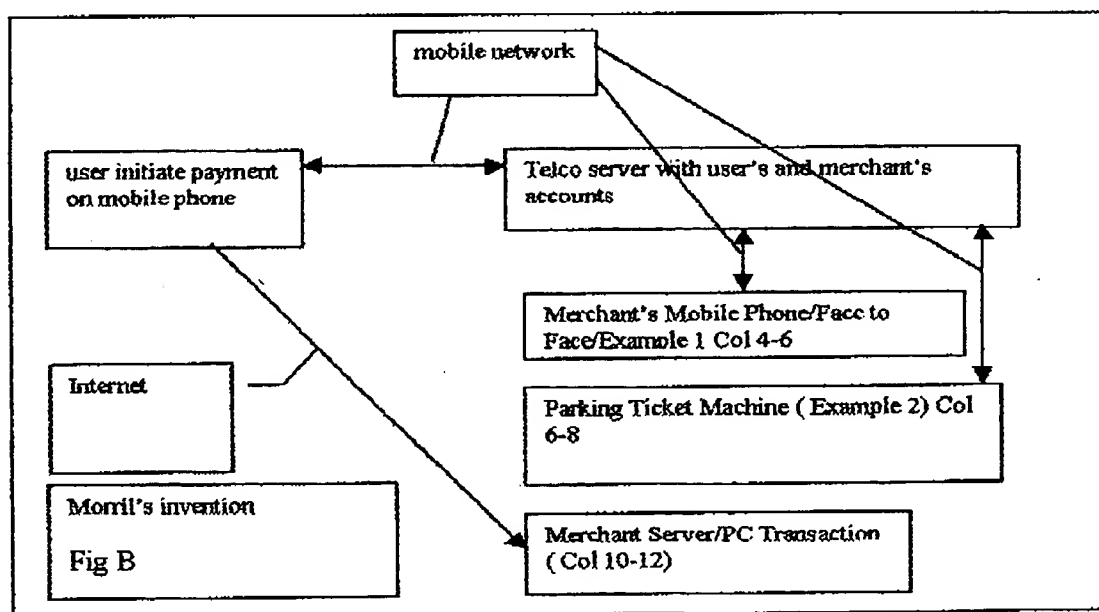 mobile network
user initiate payment
on mobile phone
Telco server with user's and merchant's
accounts
Merchant's Mobile Phone/Face to
Face/Example 1 Col 4-6
Internet
Parking Ticket Machine ( Example 2) Col
6-8
Morril's invention
Fig B
Merchant Server/PC Transaction
( Col 10-12)